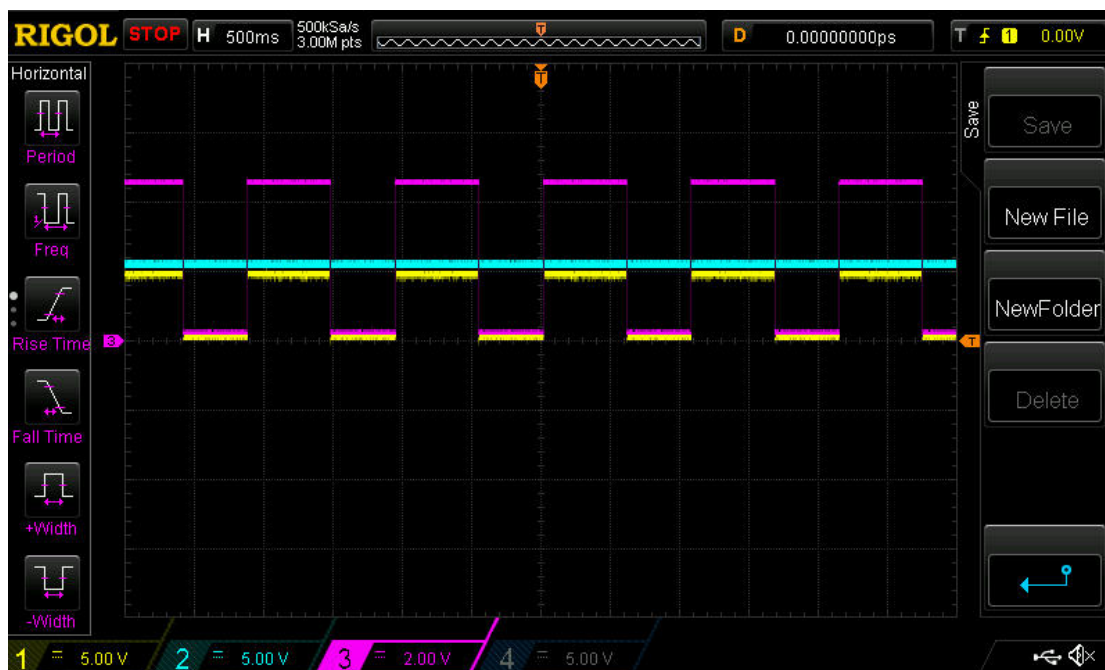 RIGOL STOP H 500ms 500kSa/s 3.00M pts T D 0.00000000ps T 1 0.00V
Horizontal
Period
Freq
Rise Time
Fall Time
+Width
-Width
T
3
T
Save
Save
New File
NewFolder
Delete
1 5.00 V 2 5.00 V 3 2.00 V 4 5.00 V